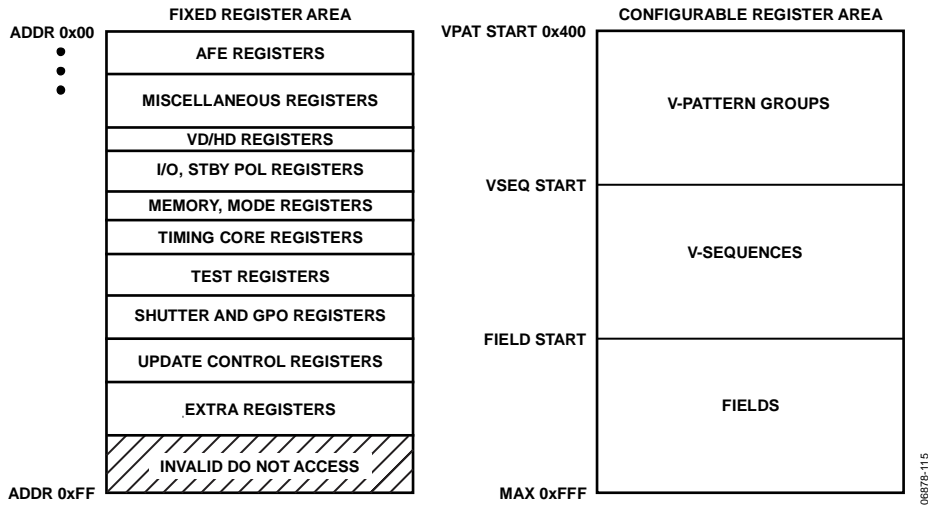 FIXED REGISTER AREA
ADDR 0x00
AFE REGISTERS
MISCELLANEOUS REGISTERS
VD/HD REGISTERS
I/O, STBY POL REGISTERS
MEMORY, MODE REGISTERS
TIMING CORE REGISTERS
TEST REGISTERS
SHUTTER AND GPO REGISTERS
UPDATE CONTROL REGISTERS
EXTRA REGISTERS
INVALID DO NOT ACCESS
ADDR 0xFF
CONFIGURABLE REGISTER AREA
VPAT START 0x400
V-PATTERN GROUPS
VSEQ START
V-SEQUENCES
FIELD START
FIELDS
MAX 0xFFF
06878-115